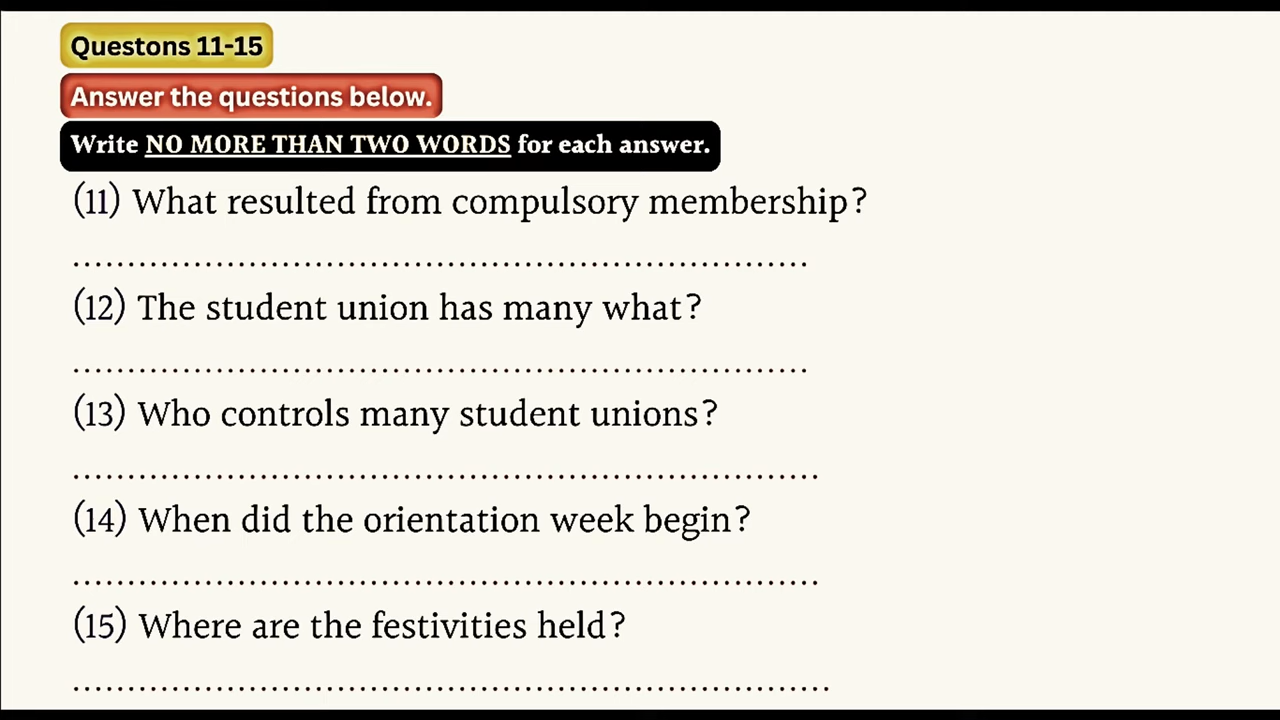 Questons 11-15
Answer the questions below.
Write NO MORE THAN TWO WORDS for each answer.
(11) What resulted from compulsory membership?
..................................................................
(12) The student union has many what?
..................................................................
(13) Who controls many student unions?
...................................................................
(14) When did the orientation week begin?
...................................................................
(15) Where are the festivities held?
....................................................................